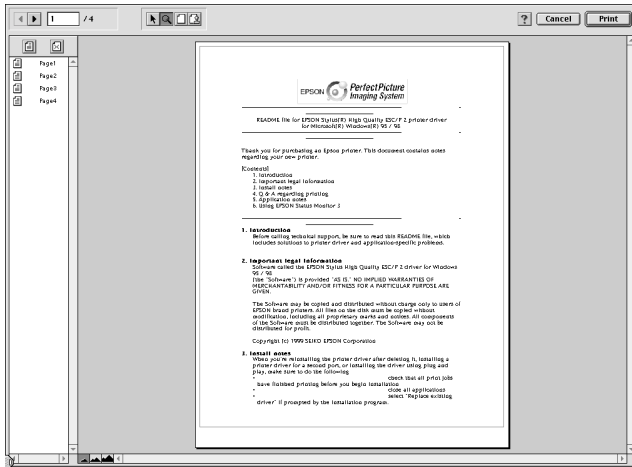 1 / 4
? Cancel Print
Page1
Page2
Page3
Page4
EPSON PerfectPicture
Imaging System
README file for EPSON Stylus(R) High Quality ESC/P 2 printer driver
for Microsoft(R) Windows(R) 95 / 98
Thank you for purchasing an Epson printer. This document contains notes
regarding your new printer.
[Contents]
1. Introduction
2. Important legal information
3. Install notes
4. Q & A regarding printing
5. Application notes
6. Using EPSON Status Monitor 3
1. Introduction
Before calling technical support, be sure to read this README file, which
includes solutions to printer driver and application-specific problems.
2. Important legal information
Software called the EPSON Stylus High Quality ESC/P 2 driver for Windows
95 / 98
(the "Software") is provided "AS IS." NO IMPLIED WARRENTIES OF
MERCHANTABILITY AND/OR FITNESS FOR A PARTICULAR PURPOSE ARE
GIVEN.
The Software may be copied and distributed without charge only to users of
EPSON brand printers. All files on the disk must be copied without
modification, including all proprietary marks and notices. All components
of the Software must be distributed together. The Software may not be
distributed for profit.
Copyright (c) 1999 SEIKO EPSON Corporation
3. Install notes
When you're reinstalling the printer driver after deleting it, installing a
printer driver for a second port, or installing the driver using plug and
play, make sure to do the following
- check that all print jobs
have finished printing before you begin installation
- close all applications
- select "Replace existing
driver" if prompted by the installation program.